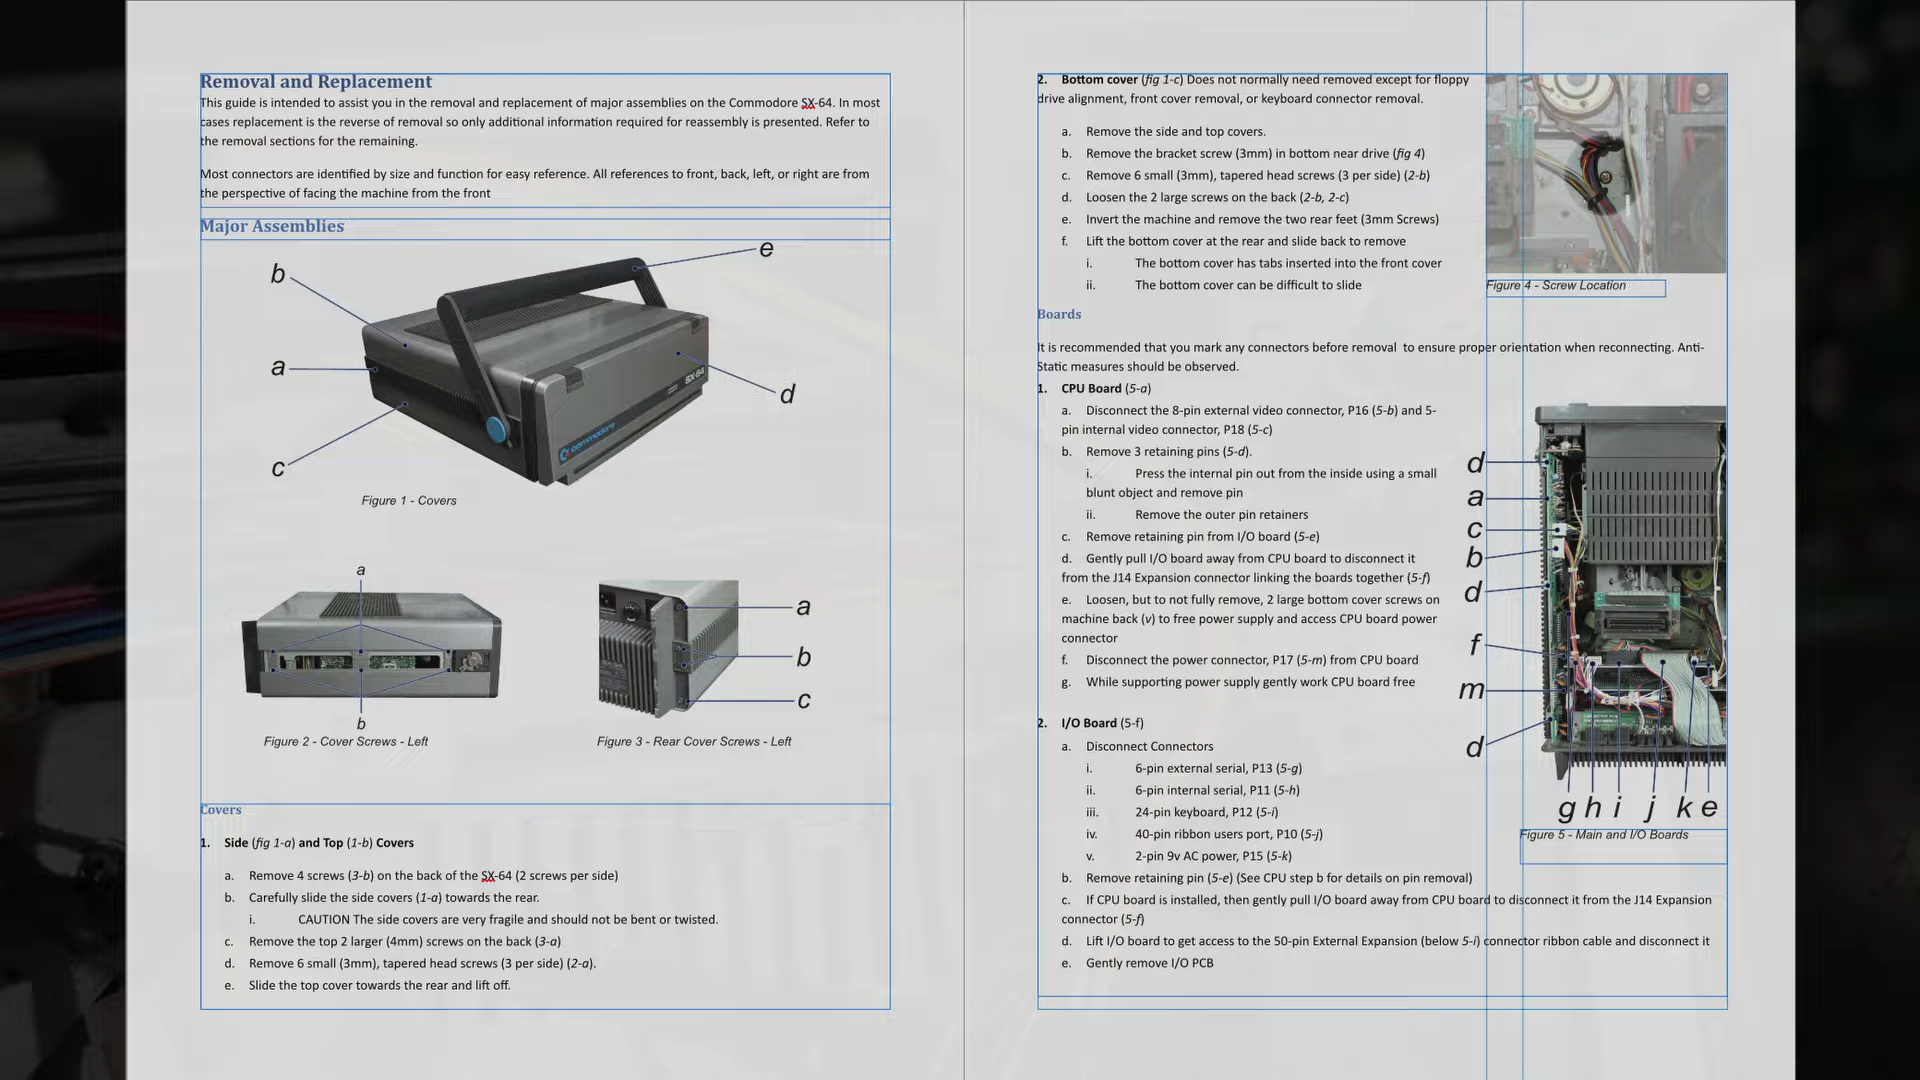 Removal and Replacement
This guide is intended to assist you in the removal and replacement of major assemblies on the Commodore SX-64. In most
cases replacement is the reverse of removal so only additional information required for reassembly is presented. Refer to
the removal sections for the remaining.
Most connectors are identified by size and function for easy reference. All references to front, back, left, or right are from
the perspective of facing the machine from the front
Major Assemblies
b
e
a
d
c
commodore
SX-64
Figure 1 - Covers
a
b
Figure 2 - Cover Screws - Left
a
b
c
Figure 3 - Rear Cover Screws - Left
Covers
1. Side (fig 1-a) and Top (1-b) Covers
a. Remove 4 screws (3-b) on the back of the SX-64 (2 screws per side)
b. Carefully slide the side covers (1-a) towards the rear.
i. CAUTION The side covers are very fragile and should not be bent or twisted.
c. Remove the top 2 larger (4mm) screws on the back (3-a)
d. Remove 6 small (3mm), tapered head screws (3 per side) (2-a).
e. Slide the top cover towards the rear and lift off.
2. Bottom cover (fig 1-c) Does not normally need removed except for floppy
drive alignment, front cover removal, or keyboard connector removal.
a. Remove the side and top covers.
b. Remove the bracket screw (3mm) in bottom near drive (fig 4)
c. Remove 6 small (3mm), tapered head screws (3 per side) (2-b)
d. Loosen the 2 large screws on the back (2-b, 2-c)
e. Invert the machine and remove the two rear feet (3mm Screws)
f. Lift the bottom cover at the rear and slide back to remove
i. The bottom cover has tabs inserted into the front cover
ii. The bottom cover can be difficult to slide
Figure 4 - Screw Location
Boards
It is recommended that you mark any connectors before removal to ensure proper orientation when reconnecting. Anti-
Static measures should be observed.
1. CPU Board (5-a)
a. Disconnect the 8-pin external video connector, P16 (5-b) and 5-
pin internal video connector, P18 (5-c)
b. Remove 3 retaining pins (5-d).
i. Press the internal pin out from the inside using a small
blunt object and remove pin
ii. Remove the outer pin retainers
c. Remove retaining pin from I/O board (5-e)
d. Gently pull I/O board away from CPU board to disconnect it
from the J14 Expansion connector linking the boards together (5-f)
e. Loosen, but to not fully remove, 2 large bottom cover screws on
machine back (v) to free power supply and access CPU board power
connector
f. Disconnect the power connector, P17 (5-m) from CPU board
g. While supporting power supply gently work CPU board free
2. I/O Board (5-f)
a. Disconnect Connectors
i. 6-pin external serial, P13 (5-g)
ii. 6-pin internal serial, P11 (5-h)
iii. 24-pin keyboard, P12 (5-i)
iv. 40-pin ribbon users port, P10 (5-j)
v. 2-pin 9v AC power, P15 (5-k)
b. Remove retaining pin (5-e) (See CPU step b for details on pin removal)
c. If CPU board is installed, then gently pull I/O board away from CPU board to disconnect it from the J14 Expansion
connector (5-f)
d. Lift I/O board to get access to the 50-pin External Expansion (below 5-i) connector ribbon cable and disconnect it
e. Gently remove I/O PCB
d
a
c
b
d
f
m
d
g h i j k e
Figure 5 - Main and I/O Boards